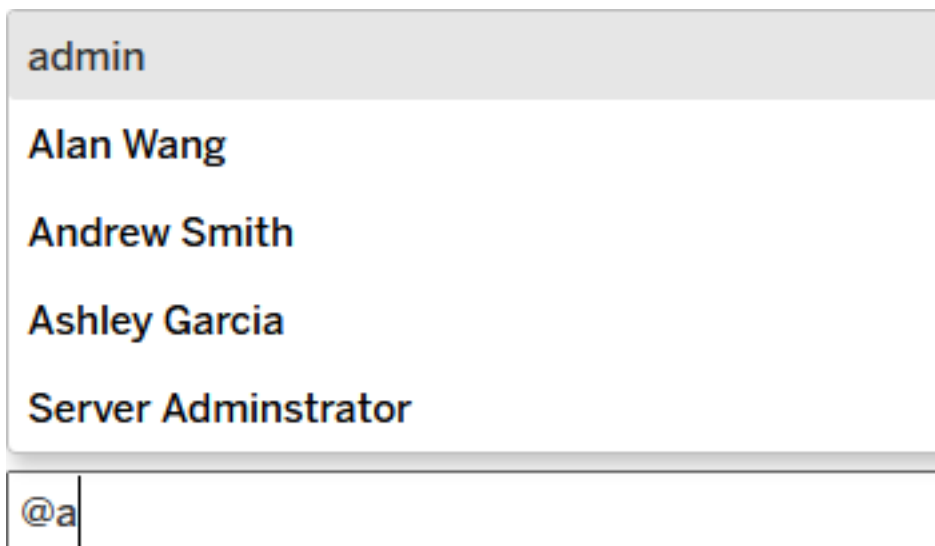 admin
Alan Wang
Andrew Smith
Ashley Garcia
Server Adminstrator
@a